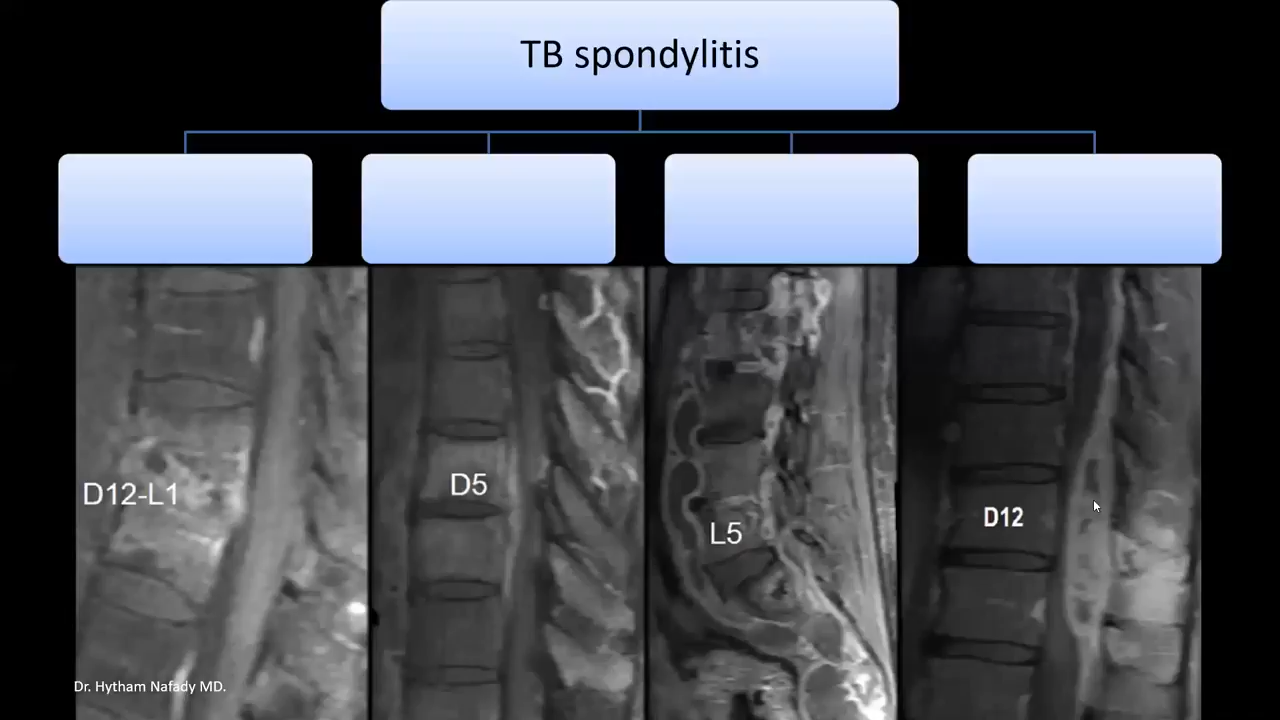 TB spondylitis
D12-L1
D5
L5
D12
Dr. Hytham Nafady MD.